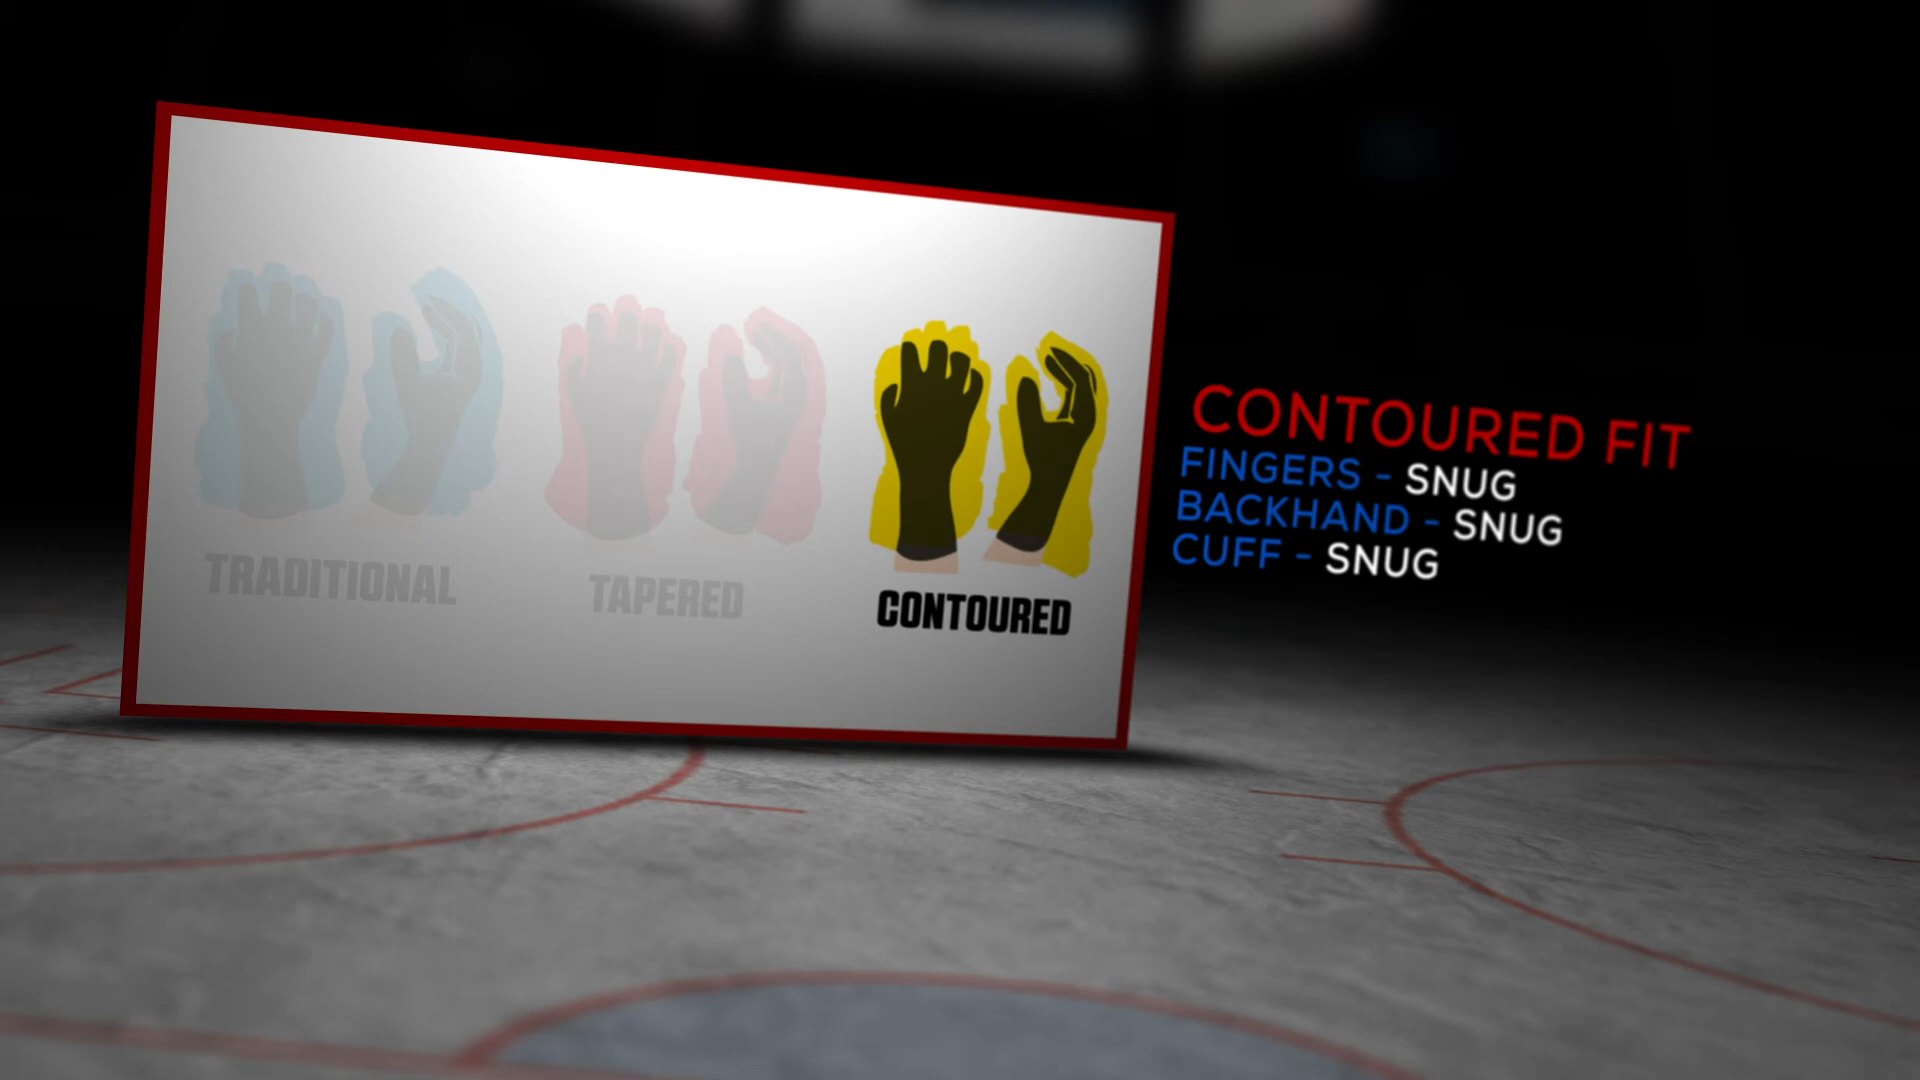 TRADITIONAL
TAPERED
CONTOURED
CONTOURED FIT
FINGERS - SNUG
BACKHAND - SNUG
CUFF - SNUG